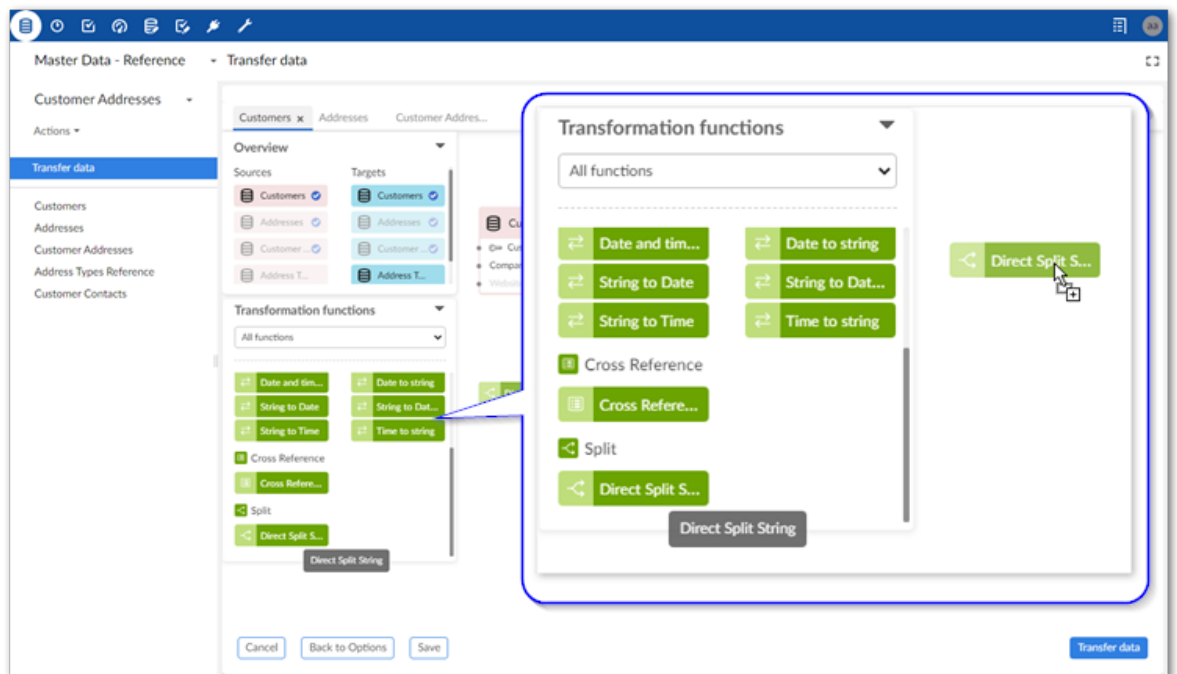 aa
Master Data - Reference
Transfer data
Customer Addresses
Actions
Transfer data
Customers
Addresses
Customer Addresses
Address Types Reference
Customer Contacts
Customers x
Addresses
Customer Addres...
Overview
Sources
Targets
Customers
Customers
Addresses
Addresses
Customer ...
Customer ...
Address T...
Address T...
Transformation functions
All functions
Date and tim...
Date to string
String to Date
String to Dat...
String to Time
Time to string
Cross Reference
Cross Refere...
Split
Direct Split S...
Direct Split String
Cu
Cus
Compar
Website
Transformation functions
All functions
Date and tim...
Date to string
String to Date
String to Dat...
String to Time
Time to string
Cross Reference
Cross Refere...
Split
Direct Split S...
Direct Split String
Direct Split S...
Cancel
Back to Options
Save
Transfer data